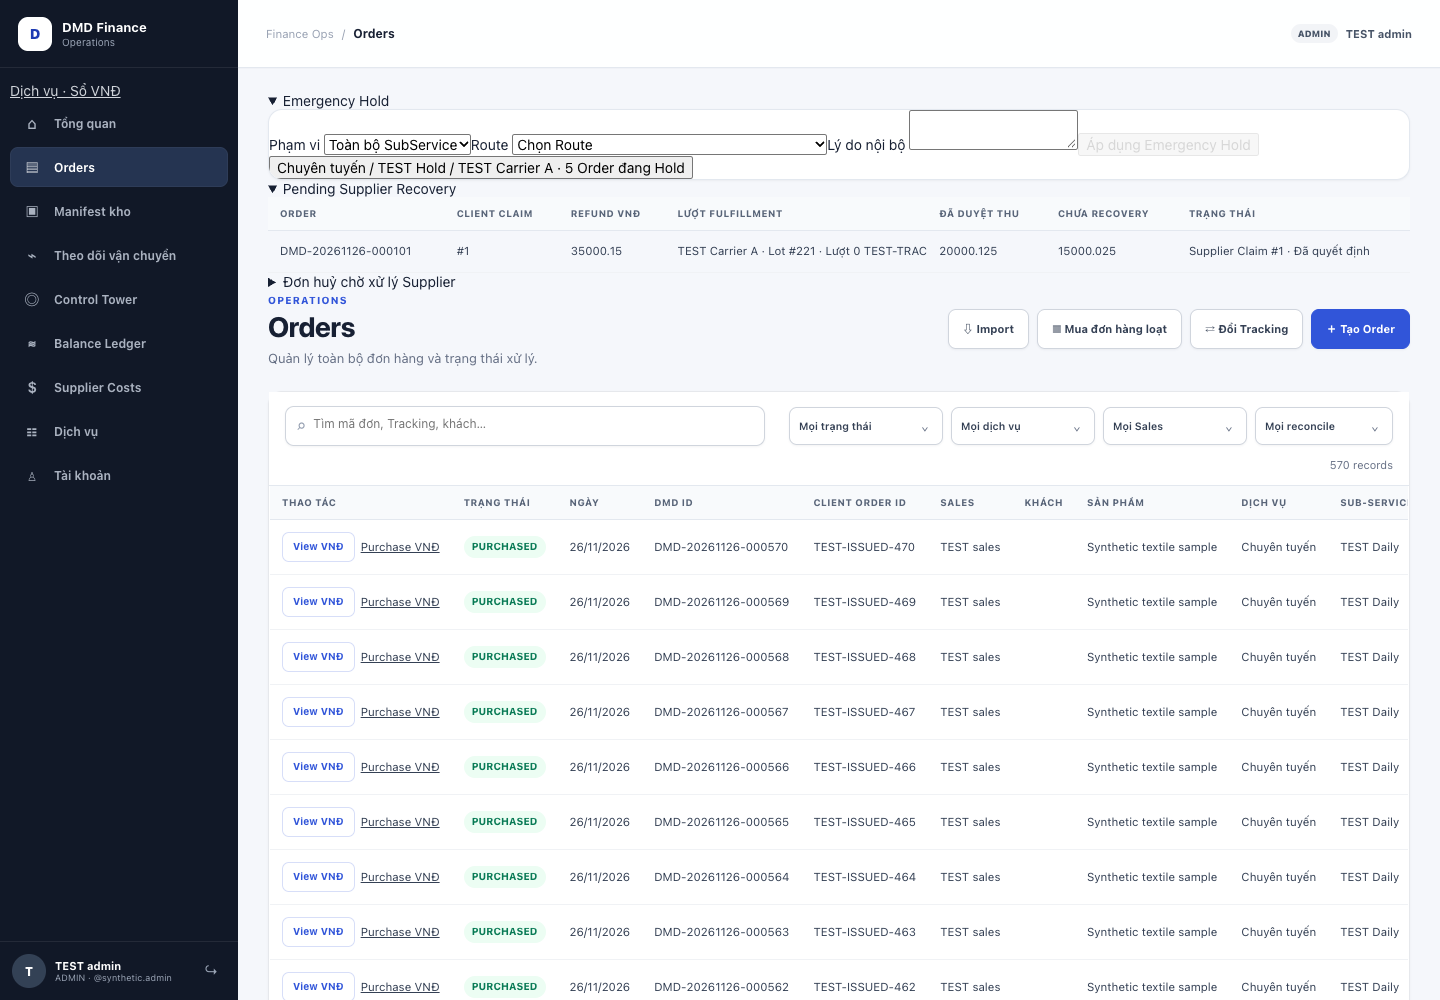 D
DMD Finance
Operations
Dịch vụ · Sổ VNĐ
Tổng quan
Orders
Manifest kho
Theo dõi vận chuyển
Control Tower
Balance Ledger
$ Supplier Costs
Dịch vụ
Tài khoản
T
TEST admin
ADMIN · @synthetic.admin
Finance Ops / Orders
ADMIN TEST admin
▼ Emergency Hold
Phạm vi Toàn bộ SubService Route Chọn Route Lý do nội bộ Áp dụng Emergency Hold
Chuyên tuyến / TEST Hold / TEST Carrier A · 5 Order đang Hold
▼ Pending Supplier Recovery
ORDER CLIENT CLAIM REFUND VNĐ LƯỢT FULFILLMENT ĐÃ DUYỆT THU CHƯA RECOVERY TRẠNG THÁI
DMD-20261126-000101 #1 35000.15 TEST Carrier A · Lot #221 · Lượt 0 TEST-TRAC 20000.125 15000.025 Supplier Claim #1 · Đã quyết định
▶ Đơn huỷ chờ xử lý Supplier
OPERATIONS
Orders
Quản lý toàn bộ đơn hàng và trạng thái xử lý.
⇩ Import
▦ Mua đơn hàng loạt
⇄ Đổi Tracking
+ Tạo Order
Tìm mã đơn, Tracking, khách...
Mọi trạng thái
Mọi dịch vụ
Mọi Sales
Mọi reconcile
570 records
THAO TÁC TRẠNG THÁI NGÀY DMD ID CLIENT ORDER ID SALES KHÁCH SẢN PHẨM DỊCH VỤ SUB-SERVIC
View VNĐ Purchase VNĐ PURCHASED 26/11/2026 DMD-20261126-000570 TEST-ISSUED-470 TEST sales Synthetic textile sample Chuyên tuyến TEST Daily
View VNĐ Purchase VNĐ PURCHASED 26/11/2026 DMD-20261126-000569 TEST-ISSUED-469 TEST sales Synthetic textile sample Chuyên tuyến TEST Daily
View VNĐ Purchase VNĐ PURCHASED 26/11/2026 DMD-20261126-000568 TEST-ISSUED-468 TEST sales Synthetic textile sample Chuyên tuyến TEST Daily
View VNĐ Purchase VNĐ PURCHASED 26/11/2026 DMD-20261126-000567 TEST-ISSUED-467 TEST sales Synthetic textile sample Chuyên tuyến TEST Daily
View VNĐ Purchase VNĐ PURCHASED 26/11/2026 DMD-20261126-000566 TEST-ISSUED-466 TEST sales Synthetic textile sample Chuyên tuyến TEST Daily
View VNĐ Purchase VNĐ PURCHASED 26/11/2026 DMD-20261126-000565 TEST-ISSUED-465 TEST sales Synthetic textile sample Chuyên tuyến TEST Daily
View VNĐ Purchase VNĐ PURCHASED 26/11/2026 DMD-20261126-000564 TEST-ISSUED-464 TEST sales Synthetic textile sample Chuyên tuyến TEST Daily
View VNĐ Purchase VNĐ PURCHASED 26/11/2026 DMD-20261126-000563 TEST-ISSUED-463 TEST sales Synthetic textile sample Chuyên tuyến TEST Daily
View VNĐ Purchase VNĐ PURCHASED 26/11/2026 DMD-20261126-000562 TEST-ISSUED-462 TEST sales Synthetic textile sample Chuyên tuyến TEST Daily